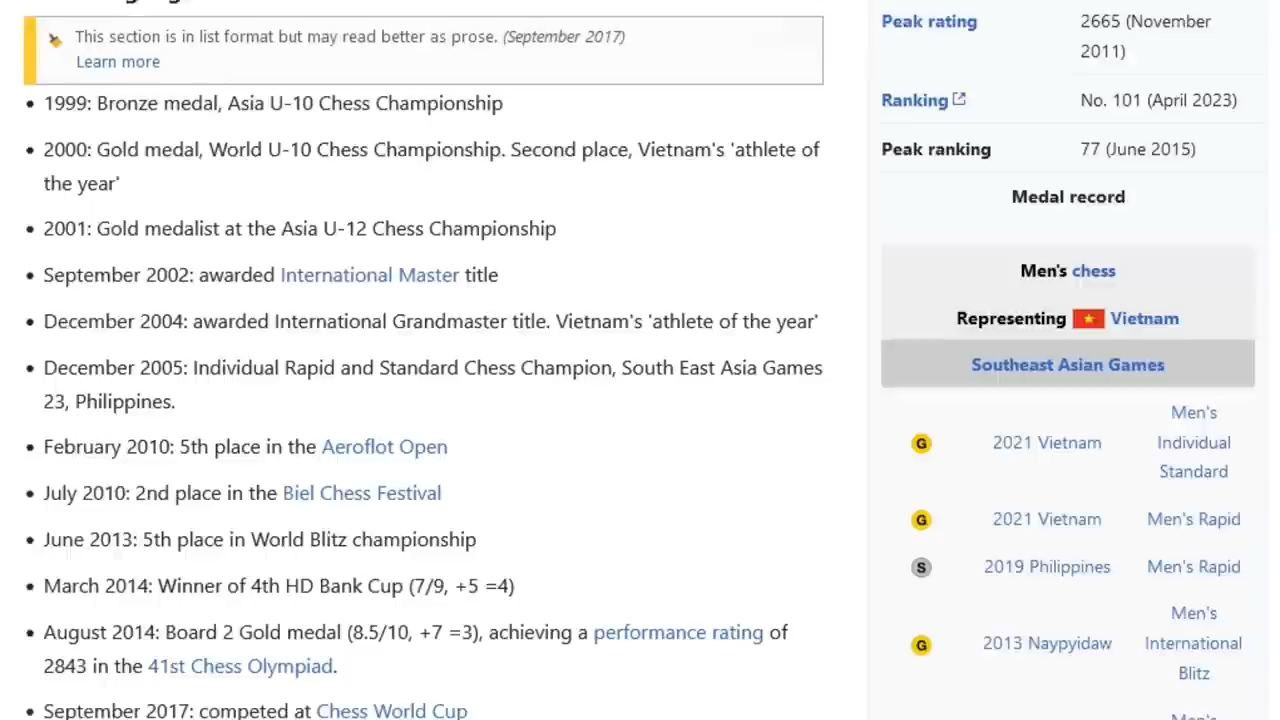 This section is in list format but may read better as prose. (September 2017)
Learn more
• 1999: Bronze medal, Asia U-10 Chess Championship
• 2000: Gold medal, World U-10 Chess Championship. Second place, Vietnam's 'athlete of
the year'
• 2001: Gold medalist at the Asia U-12 Chess Championship
• September 2002: awarded International Master title
• December 2004: awarded International Grandmaster title. Vietnam's 'athlete of the year'
• December 2005: Individual Rapid and Standard Chess Champion, South East Asia Games
23, Philippines.
• February 2010: 5th place in the Aeroflot Open
• July 2010: 2nd place in the Biel Chess Festival
• June 2013: 5th place in World Blitz championship
• March 2014: Winner of 4th HD Bank Cup (7/9, +5 =4)
• August 2014: Board 2 Gold medal (8.5/10, +7 =3), achieving a performance rating of
2843 in the 41st Chess Olympiad.
• September 2017: competed at Chess World Cup
Peak rating 2665 (November
2011)
Ranking No. 101 (April 2023)
Peak ranking 77 (June 2015)
Medal record
Men's chess
Representing Vietnam
Southeast Asian Games
Men's
G 2021 Vietnam Individual
Standard
G 2021 Vietnam Men's Rapid
S 2019 Philippines Men's Rapid
Men's
G 2013 Naypyidaw International
Blitz